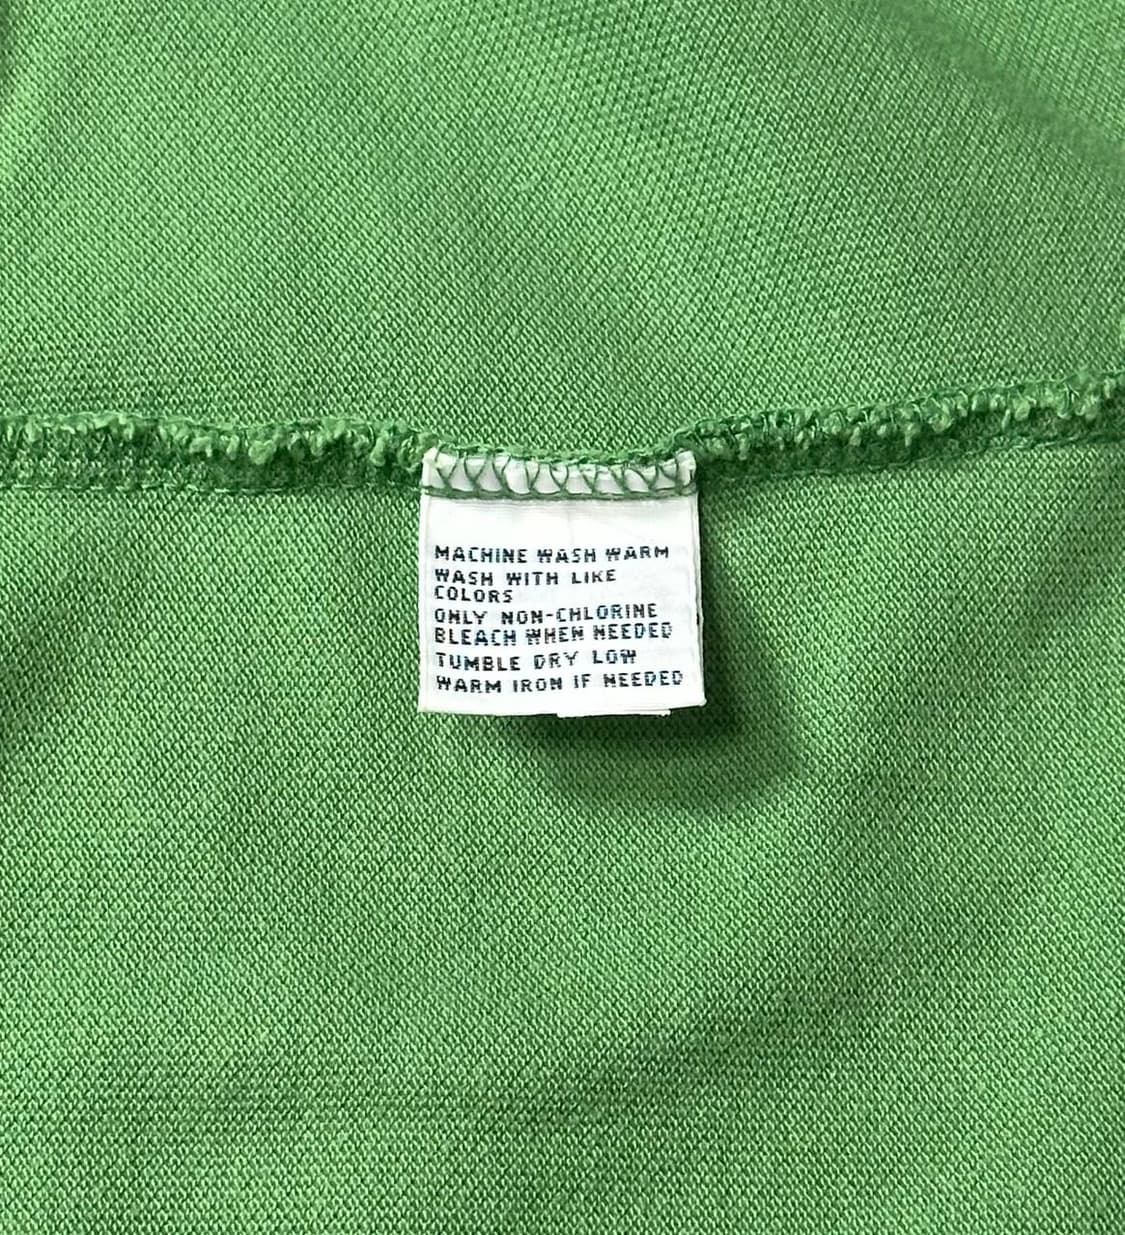 MACHINE WASH WARM
WASH WITH LIKE
COLORS
ONLY NON-CHLORINE
BLEACH WHEN NEEDED
TUMBLE DRY LOW
WARM IRON IF NEEDED